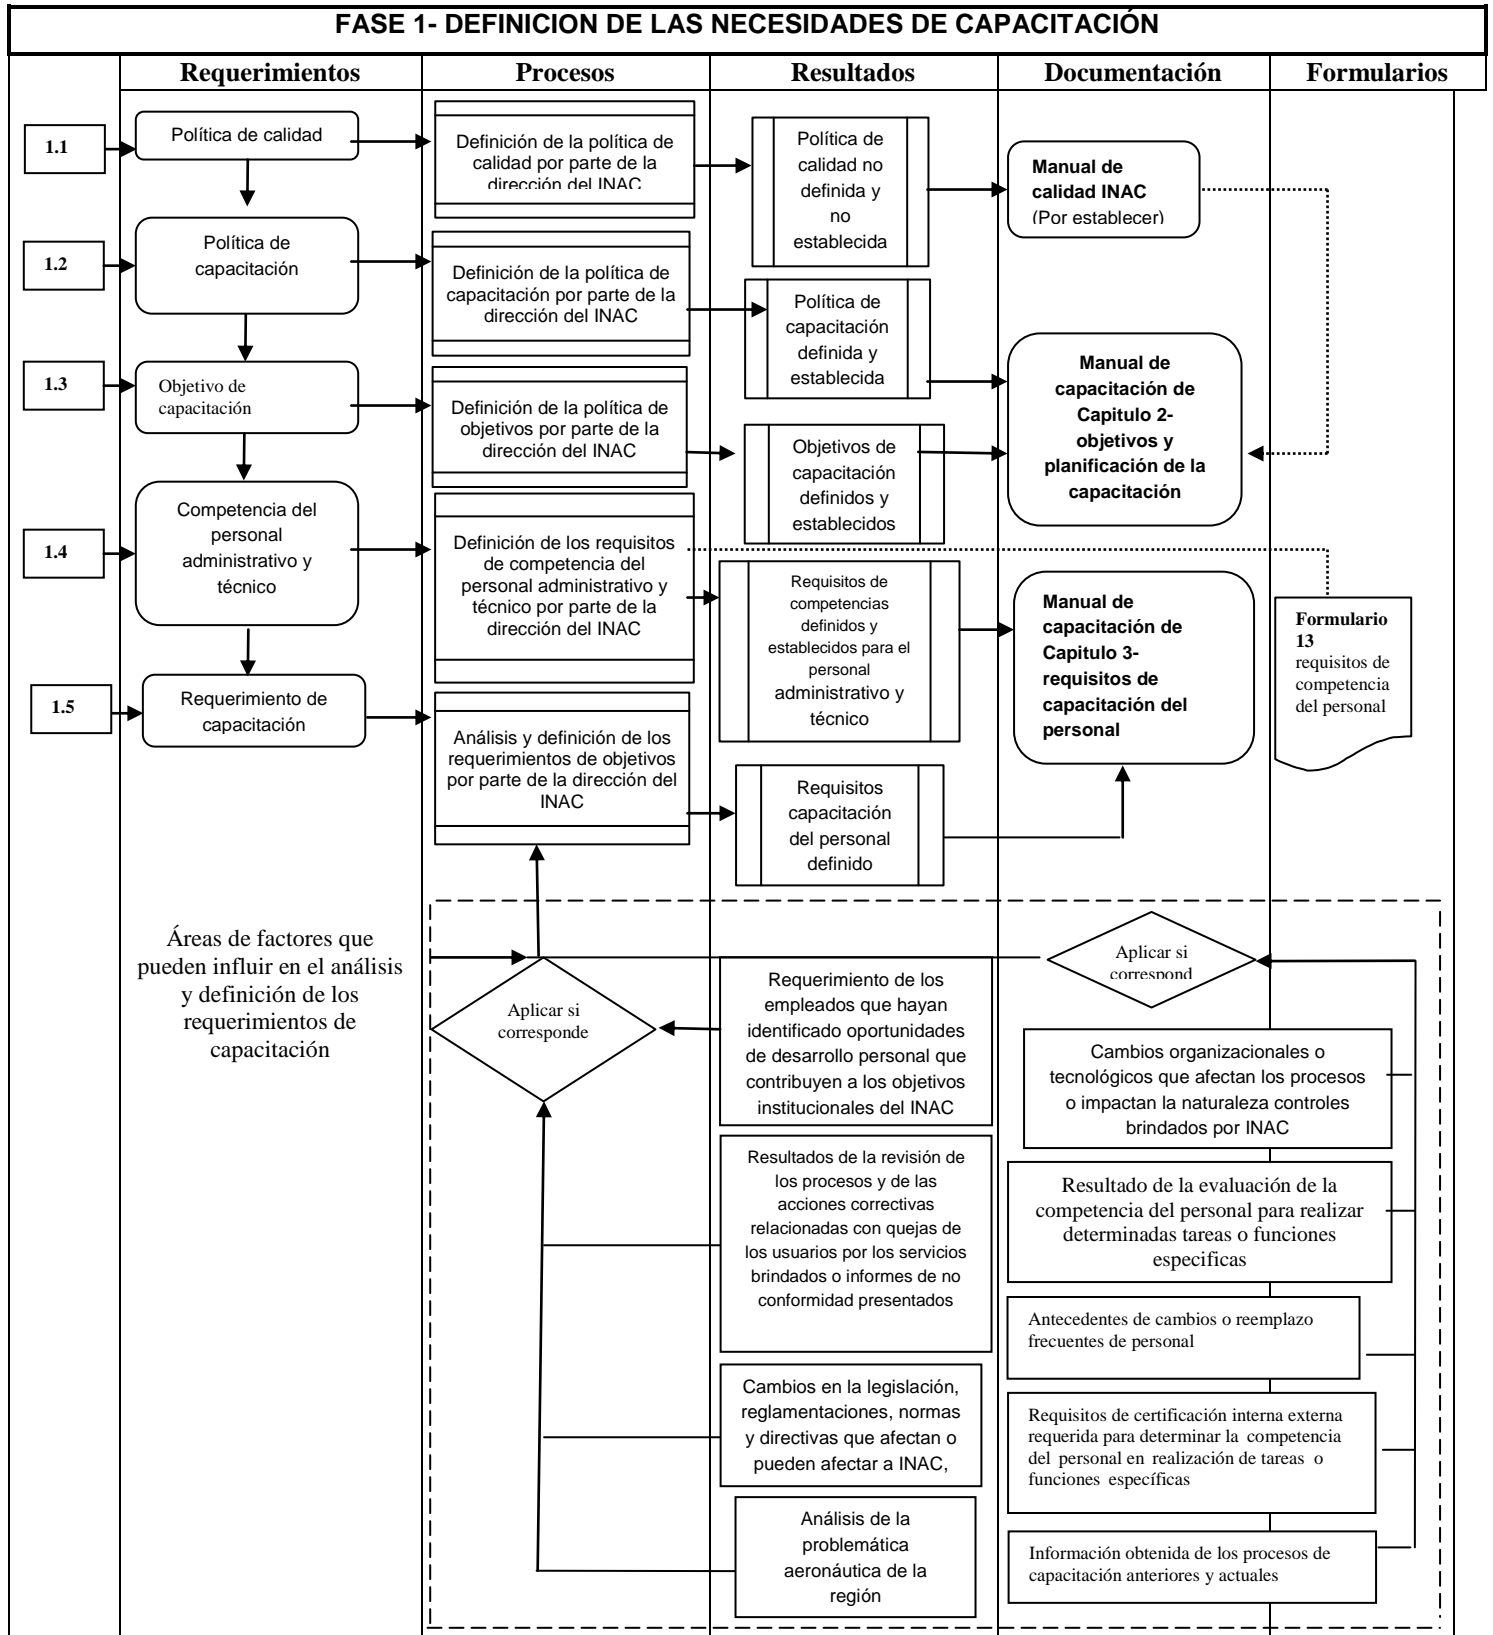 FASE 1- DEFINICION DE LAS NECESIDADES DE CAPACITACIÓN
Requerimientos
Procesos
Resultados
Documentación
Formularios
1.1
Política de calidad
Definición de la política de
calidad por parte de la
dirección del INAC
Política de
calidad no
definida y
no
establecida
Manual de
calidad INAC
(Por establecer)
1.2
Política de
capacitación
Definición de la política de
capacitación por parte de la
dirección del INAC
Política de
capacitación
definida y
establecida
Manual de
capacitación de
Capitulo 2-
objetivos y
planificación de la
capacitación
1.3
Objetivo de
capacitación
Definición de la política de
objetivos por parte de la
dirección del INAC
Objetivos de
capacitación
definidos y
establecidos
1.4
Competencia del
personal
administrativo y
técnico
Definición de los requisitos
de competencia del
personal administrativo y
técnico por parte de la
dirección del INAC
Requisitos de
competencias
definidos y
establecidos para el
personal
administrativo y
técnico
Manual de
capacitación de
Capitulo 3-
requisitos de
capacitación del
personal
Formulario
13
requisitos de
competencia
del personal
1.5
Requerimiento de
capacitación
Análisis y definición de los
requerimientos de objetivos
por parte de la dirección del
INAC
Requisitos
capacitación
del personal
definido
Áreas de factores que
pueden influir en el análisis
y definición de los
requerimientos de
capacitación
Aplicar si
corresponde
Requerimiento de los
empleados que hayan
identificado oportunidades
de desarrollo personal que
contribuyen a los objetivos
institucionales del INAC
Resultados de la revisión de
los procesos y de las
acciones correctivas
relacionadas con quejas de
los usuarios por los servicios
brindados o informes de no
conformidad presentados
Cambios en la legislación,
reglamentaciones, normas
y directivas que afectan o
pueden afectar a INAC,
Análisis de la
problemática
aeronáutica de la
región
Aplicar si
correspond
Cambios organizacionales o
tecnológicos que afectan los procesos
o impactan la naturaleza controles
brindados por INAC
Resultado de la evaluación de la
competencia del personal para realizar
determinadas tareas o funciones
especificas
Antecedentes de cambios o reemplazo
frecuentes de personal
Requisitos de certificación interna externa
requerida para determinar la competencia
del personal en realización de tareas o
funciones específicas
Información obtenida de los procesos de
capacitación anteriores y actuales